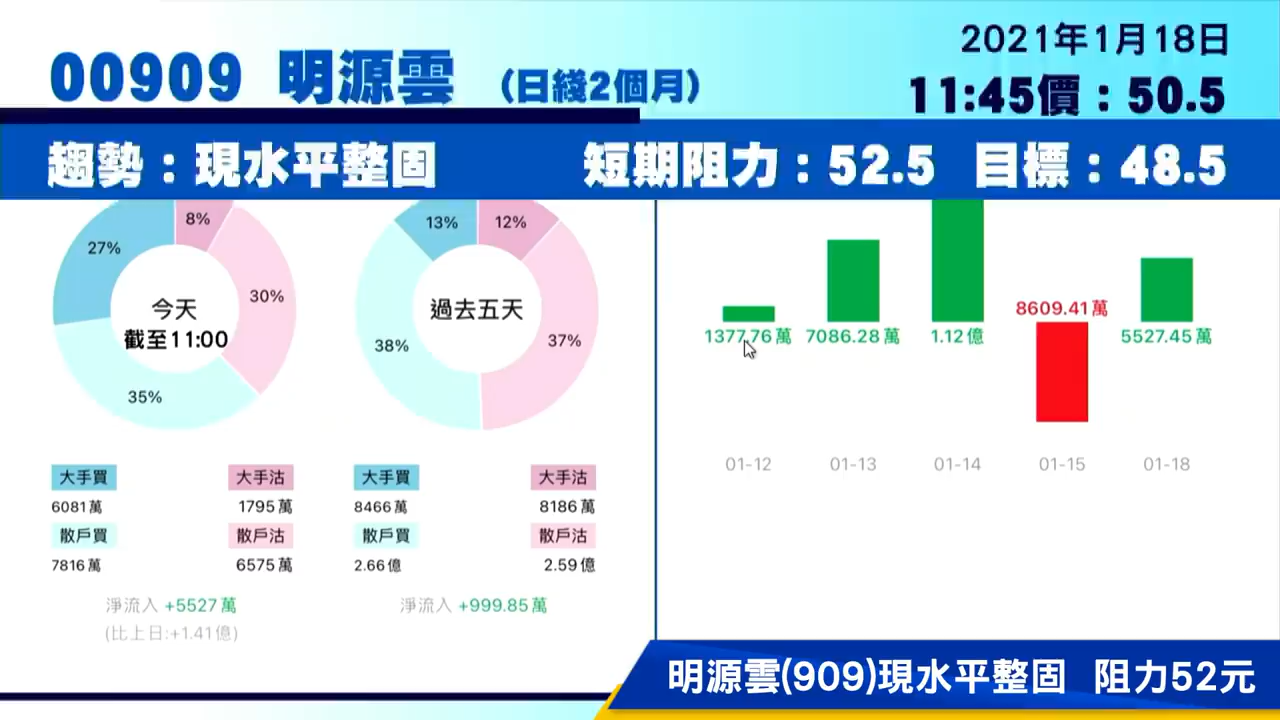 00909 明源雲 (日綫2個月)
2021年1月18日
11:45價：50.5
趨勢：現水平整固 短期阻力：52.5 目標：48.5
27%
8%
30%
35%
今天
截至11:00
13%
12%
37%
38%
過去五天
大手買 大手沽
6081萬 1795萬
散戶買 散戶沽
7816萬 6575萬
淨流入 +5527萬
(比上日:+1.41億)
大手買 大手沽
8466萬 8186萬
散戶買 散戶沽
2.66億 2.59億
淨流入 +999.85萬
1377.76萬 7086.28萬 1.12億 8609.41萬 5527.45萬
01-12 01-13 01-14 01-15 01-18
明源雲(909)現水平整固 阻力52元